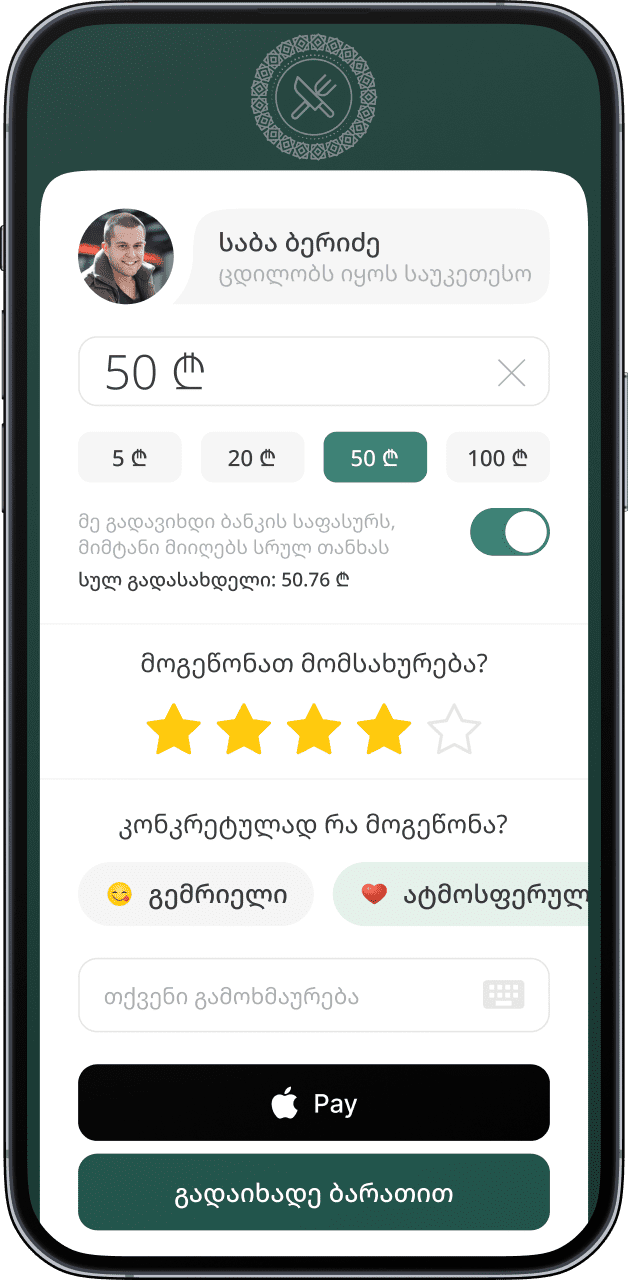 საბა ბერიძე
ცდილობს იყოს საუკეთესო
50 ₾
5 ₾
20 ₾
50 ₾
100 ₾
მე გადავიხდი ბანკის საფასურს,
მიმტანი მიიღებს სრულ თანხას
სულ გადასახდელი: 50.76 ₾
მოგეწონათ მომსახურება?
კონკრეტულად რა მოგეწონა?
😋 გემრიელი
❤️ ატმოსფერულ
თქვენი გამოხმაურება
Pay
გადაიხადე ბარათით